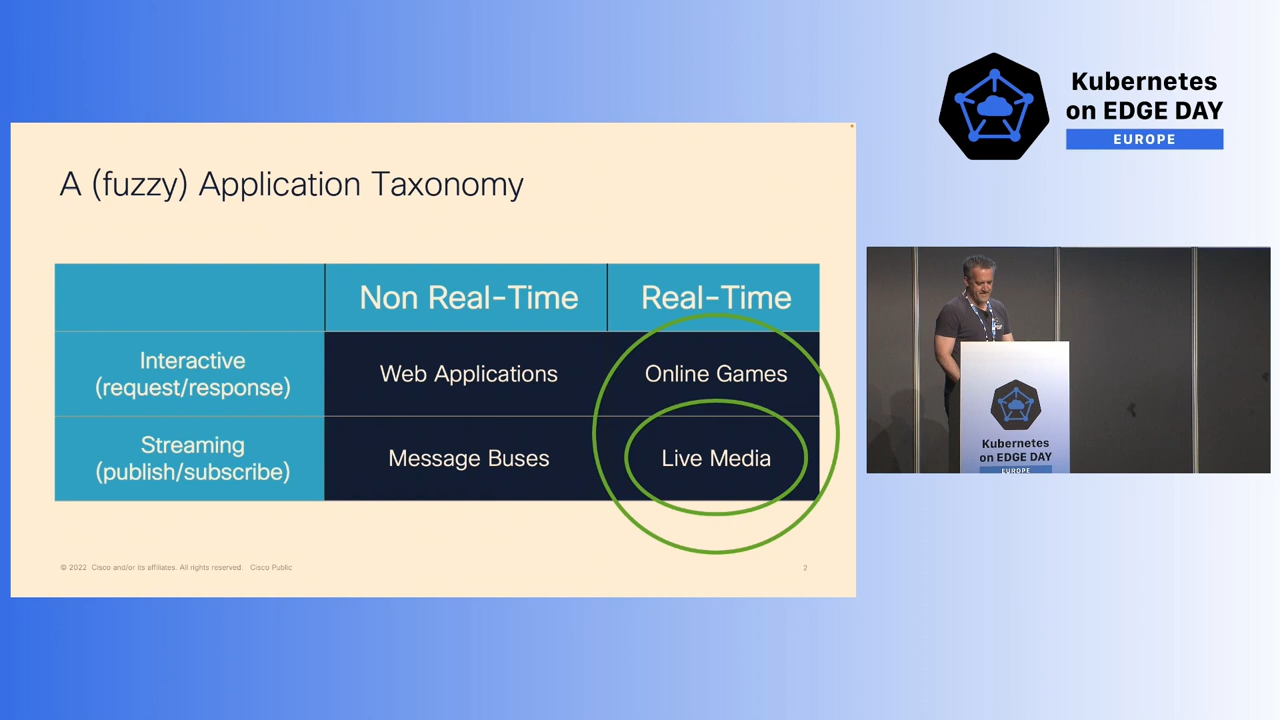 Kubernetes
on EDGE DAY
EUROPE
A (fuzzy) Application Taxonomy
Non Real-Time
Real-Time
Interactive
(request/response)
Web Applications
Online Games
Streaming
(publish/subscribe)
Message Buses
Live Media
© 2022 Cisco and/or its affiliates. All rights reserved. Cisco Public
2
Kubernetes
on EDGE DAY
EUROPE